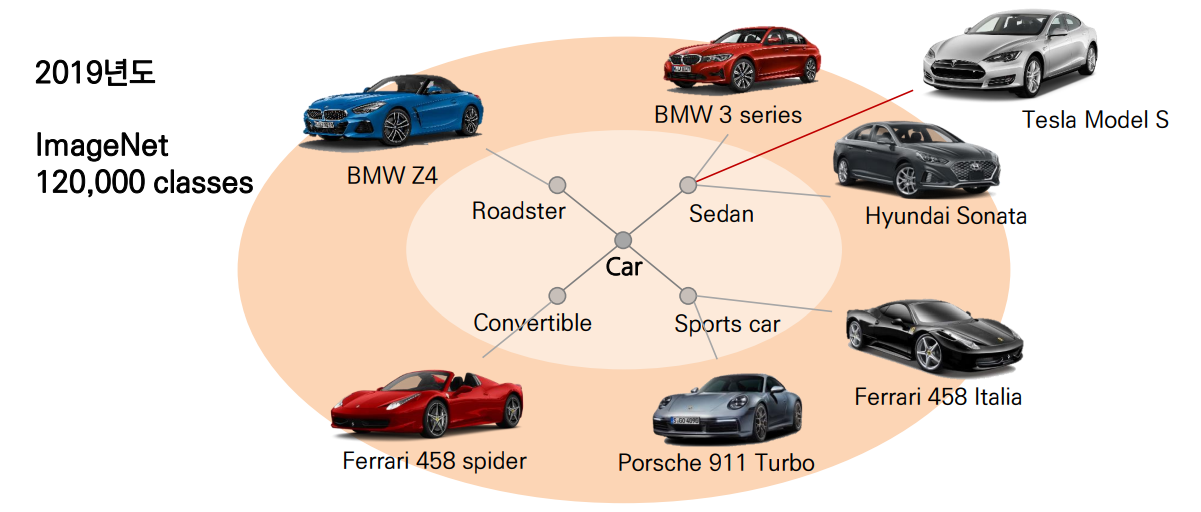 2019년도
ImageNet
120,000 classes
BMW Z4
BMW 3 series
Tesla Model S
Hyundai Sonata
Roadster
Sedan
Car
Convertible
Sports car
Ferrari 458 Italia
Ferrari 458 spider
Porsche 911 Turbo